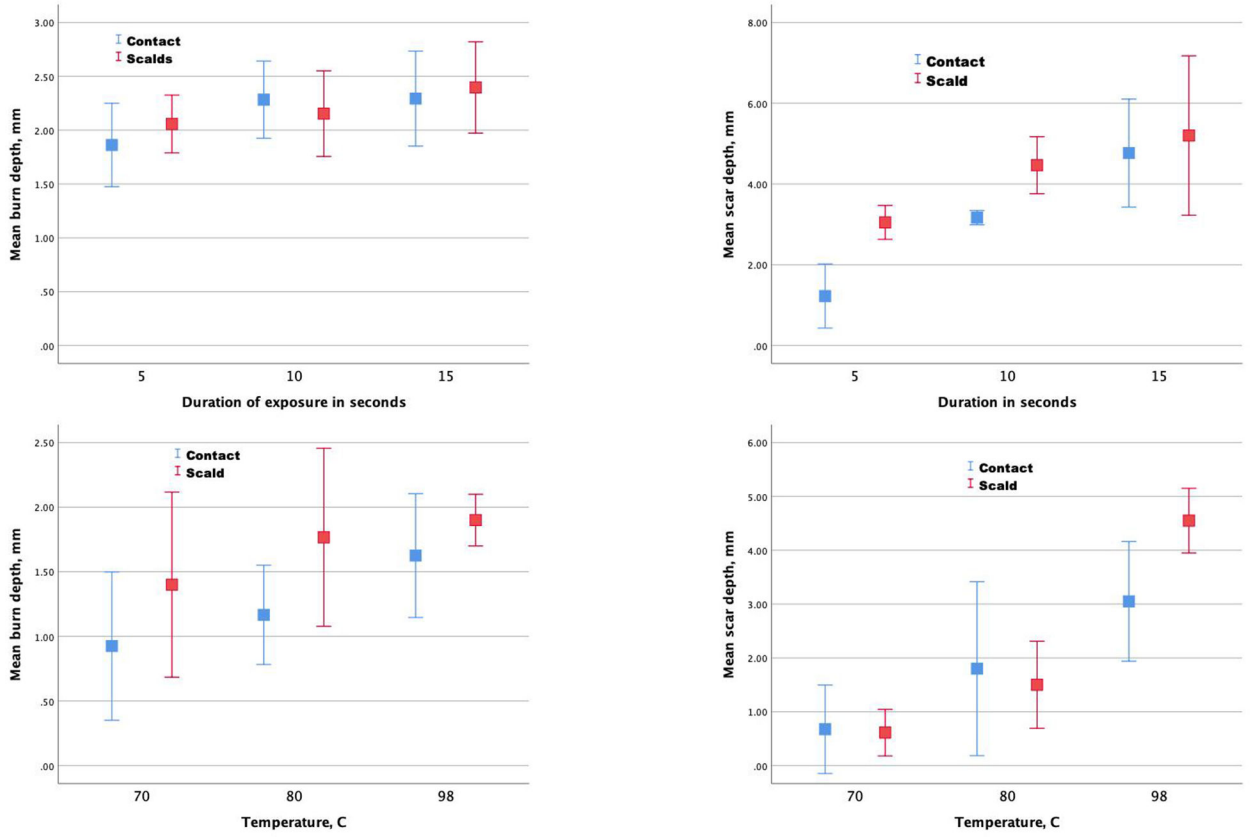 Mean burn depth, mm
3.00
2.50
2.00
1.50
1.00
.50
.00
Contact
Scalds
5 10 15
Duration of exposure in seconds
Mean scar depth, mm
8.00
6.00
4.00
2.00
.00
Contact
Scald
5 10 15
Duration in seconds
Mean burn depth, mm
2.50
2.00
1.50
1.00
.50
.00
Contact
Scald
70 80 98
Temperature, C
Mean scar depth, mm
6.00
5.00
4.00
3.00
2.00
1.00
.00
Contact
Scald
70 80 98
Temperature, C